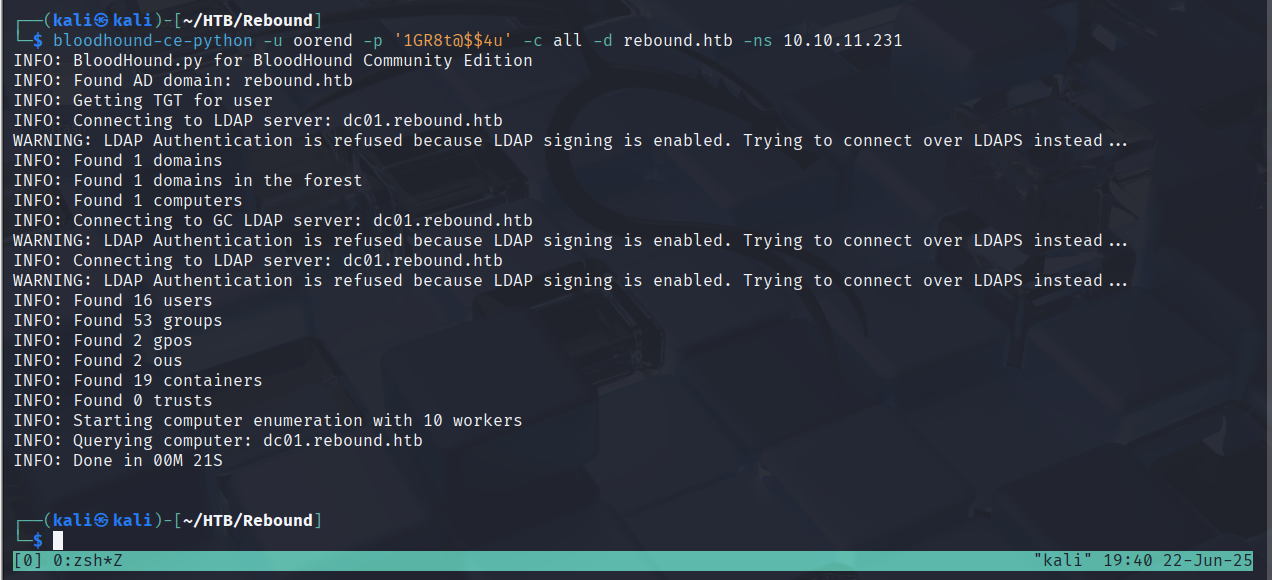 ┌──(kali㉿kali)-[~/HTB/Rebound]
└─$ bloodhound-ce-python -u oorend -p '1GR8t@$$4u' -c all -d rebound.htb -ns 10.10.11.231
INFO: BloodHound.py for BloodHound Community Edition
INFO: Found AD domain: rebound.htb
INFO: Getting TGT for user
INFO: Connecting to LDAP server: dc01.rebound.htb
WARNING: LDAP Authentication is refused because LDAP signing is enabled. Trying to connect over LDAPS instead...
INFO: Found 1 domains
INFO: Found 1 domains in the forest
INFO: Found 1 computers
INFO: Connecting to GC LDAP server: dc01.rebound.htb
WARNING: LDAP Authentication is refused because LDAP signing is enabled. Trying to connect over LDAPS instead...
INFO: Connecting to LDAP server: dc01.rebound.htb
WARNING: LDAP Authentication is refused because LDAP signing is enabled. Trying to connect over LDAPS instead...
INFO: Found 16 users
INFO: Found 53 groups
INFO: Found 2 gpos
INFO: Found 2 ous
INFO: Found 19 containers
INFO: Found 0 trusts
INFO: Starting computer enumeration with 10 workers
INFO: Querying computer: dc01.rebound.htb
INFO: Done in 00M 21S
┌──(kali㉿kali)-[~/HTB/Rebound]
└─$
[0] 0:zsh*Z "kali" 19:40 22-Jun-25